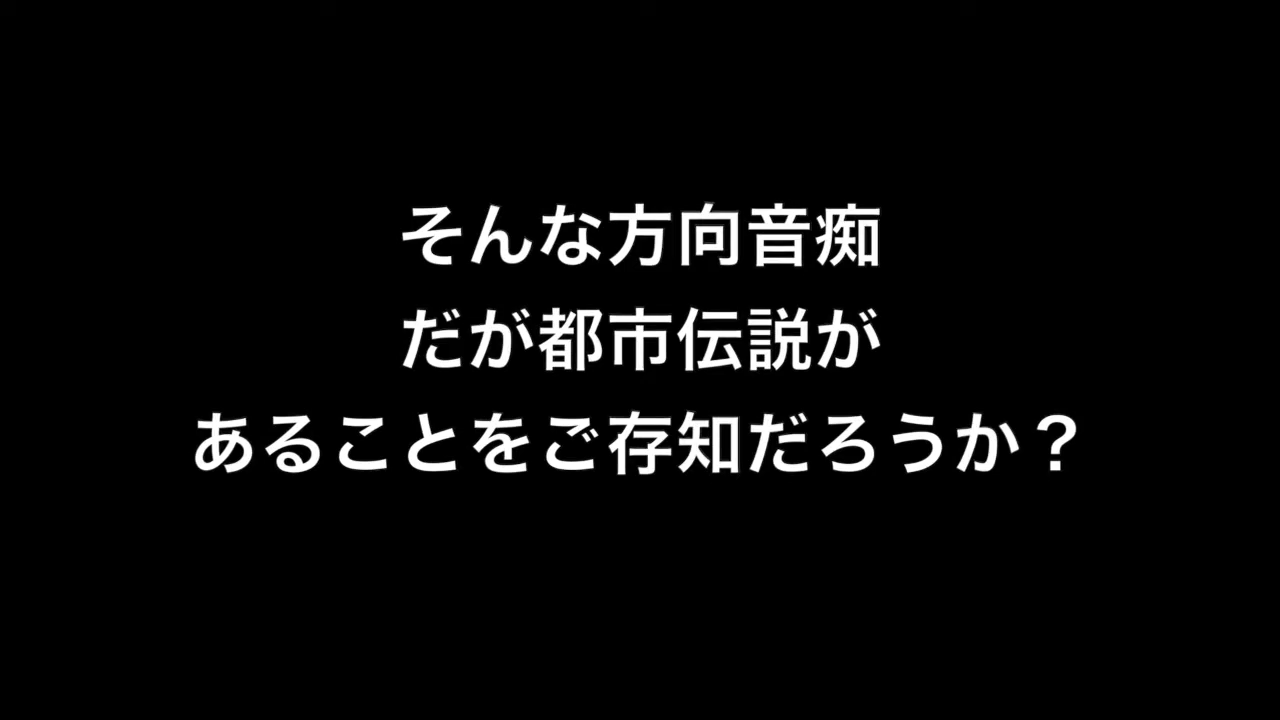 そんな方向音痴
だが都市伝説が
あることをご存知だろうか？